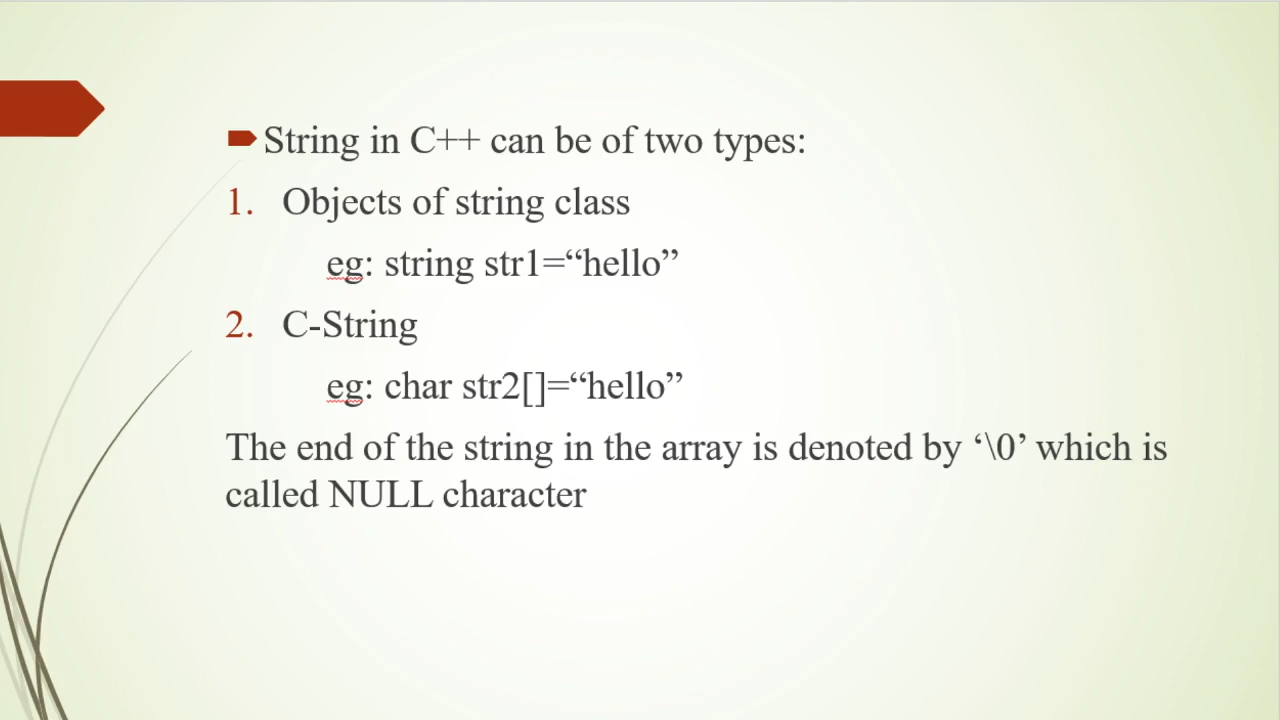 String in C++ can be of two types:
1. Objects of string class
eg: string str1=“hello”
2. C-String
eg: char str2[]=“hello”
The end of the string in the array is denoted by ‘\0’ which is
called NULL character